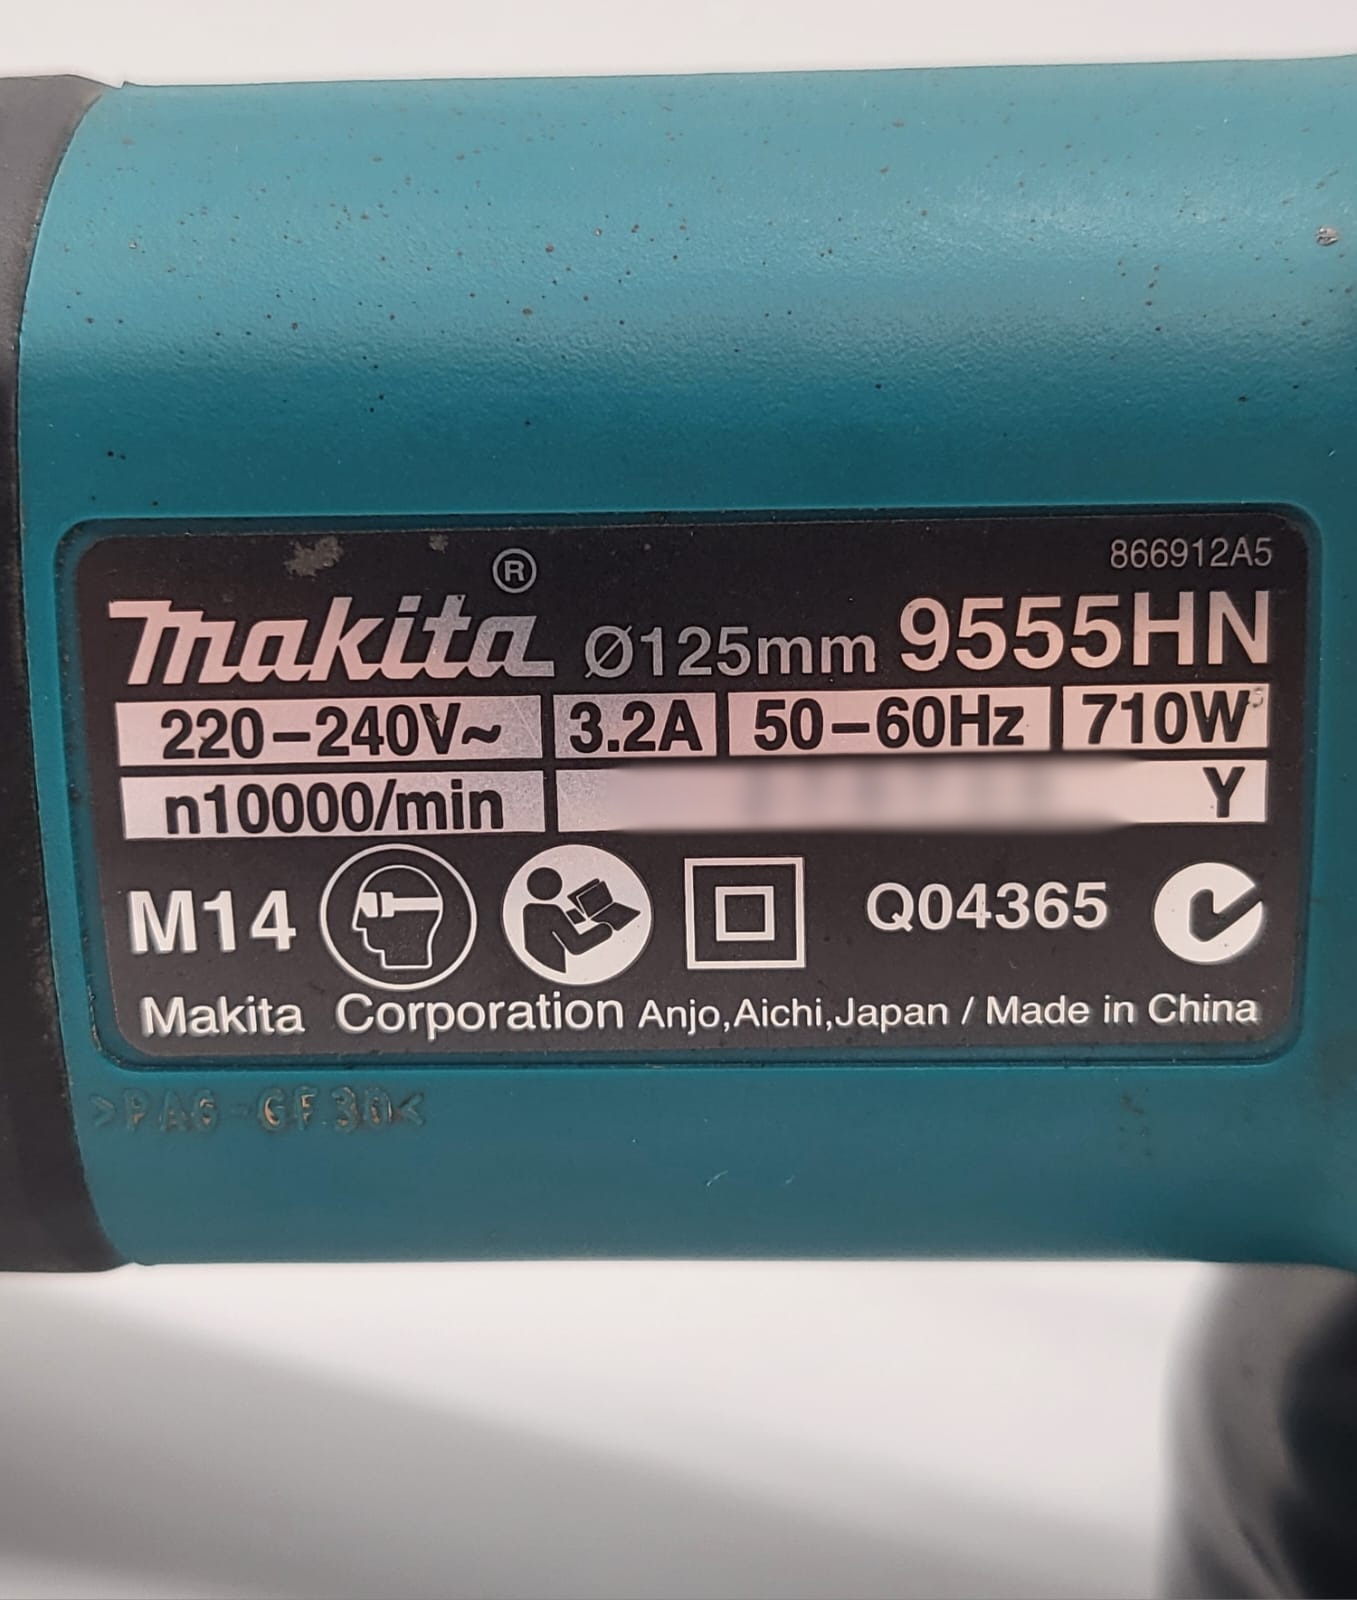 866912A5
makita® Ø125mm 9555HN
220–240V~ 3.2A 50–60Hz 710W
n10000/min Y
M14 Q04365
Makita Corporation Anjo,Aichi,Japan / Made in China
>PA6-GF30<